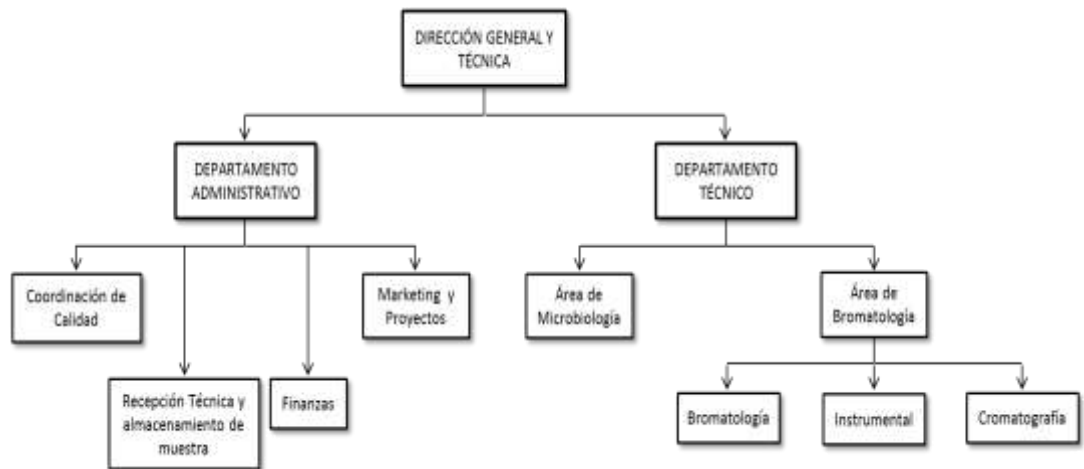 DIRECCIÓN GENERAL Y
TÉCNICA
DEPARTAMENTO
ADMINISTRATIVO
DEPARTAMENTO
TÉCNICO
Coordinación de
Calidad
Recepción Técnica y
almacenamiento de
muestra
Finanzas
Marketing y
Proyectos
Área de
Microbiología
Área de
Bromatología
Bromatología
Instrumental
Cromatografía